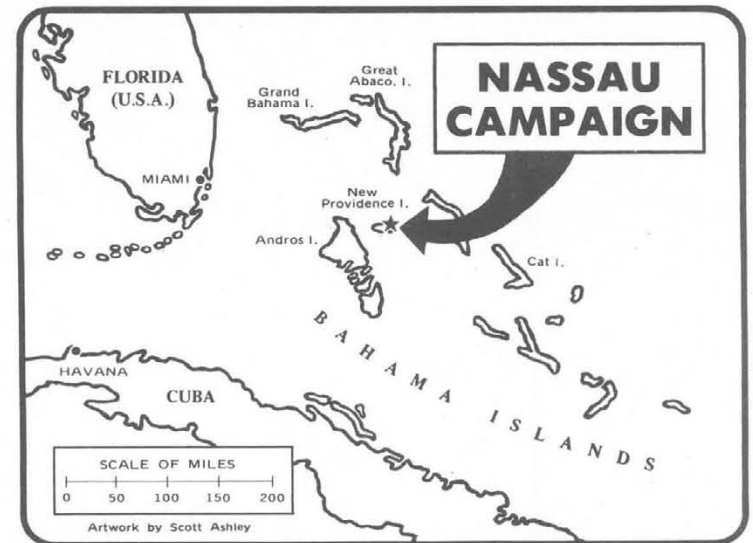 NASSAU
CAMPAIGN
FLORIDA
(U.S.A.)
Grand
Bahama I.
Great
Abaco, I.
MIAMI
New
Providence I.
Andros I.
Cat I.
BAHAMA ISLANDS
HAVANA
CUBA
SCALE OF MILES
0 50 100 150 200
Artwork by Scott Ashley